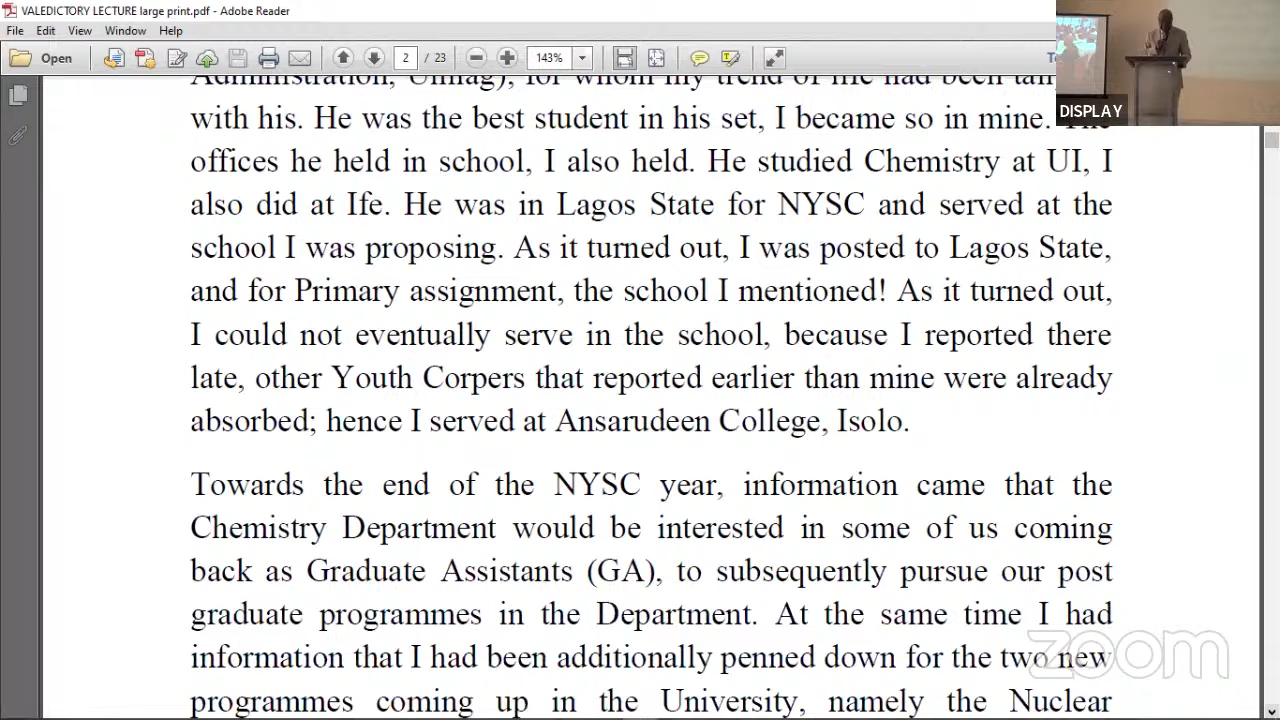 VALEDICTORY LECTURE large print.pdf - Adobe Reader
File Edit View Window Help
Open 2 / 23 143%
DISPLAY
with his. He was the best student in his set, I became so in mine. The
offices he held in school, I also held. He studied Chemistry at UI, I
also did at Ife. He was in Lagos State for NYSC and served at the
school I was proposing. As it turned out, I was posted to Lagos State,
and for Primary assignment, the school I mentioned! As it turned out,
I could not eventually serve in the school, because I reported there
late, other Youth Corpers that reported earlier than mine were already
absorbed; hence I served at Ansarudeen College, Isolo.
Towards the end of the NYSC year, information came that the
Chemistry Department would be interested in some of us coming
back as Graduate Assistants (GA), to subsequently pursue our post
graduate programmes in the Department. At the same time I had
information that I had been additionally penned down for the two new
programmes coming up in the University, namely the Nuclear
zoom